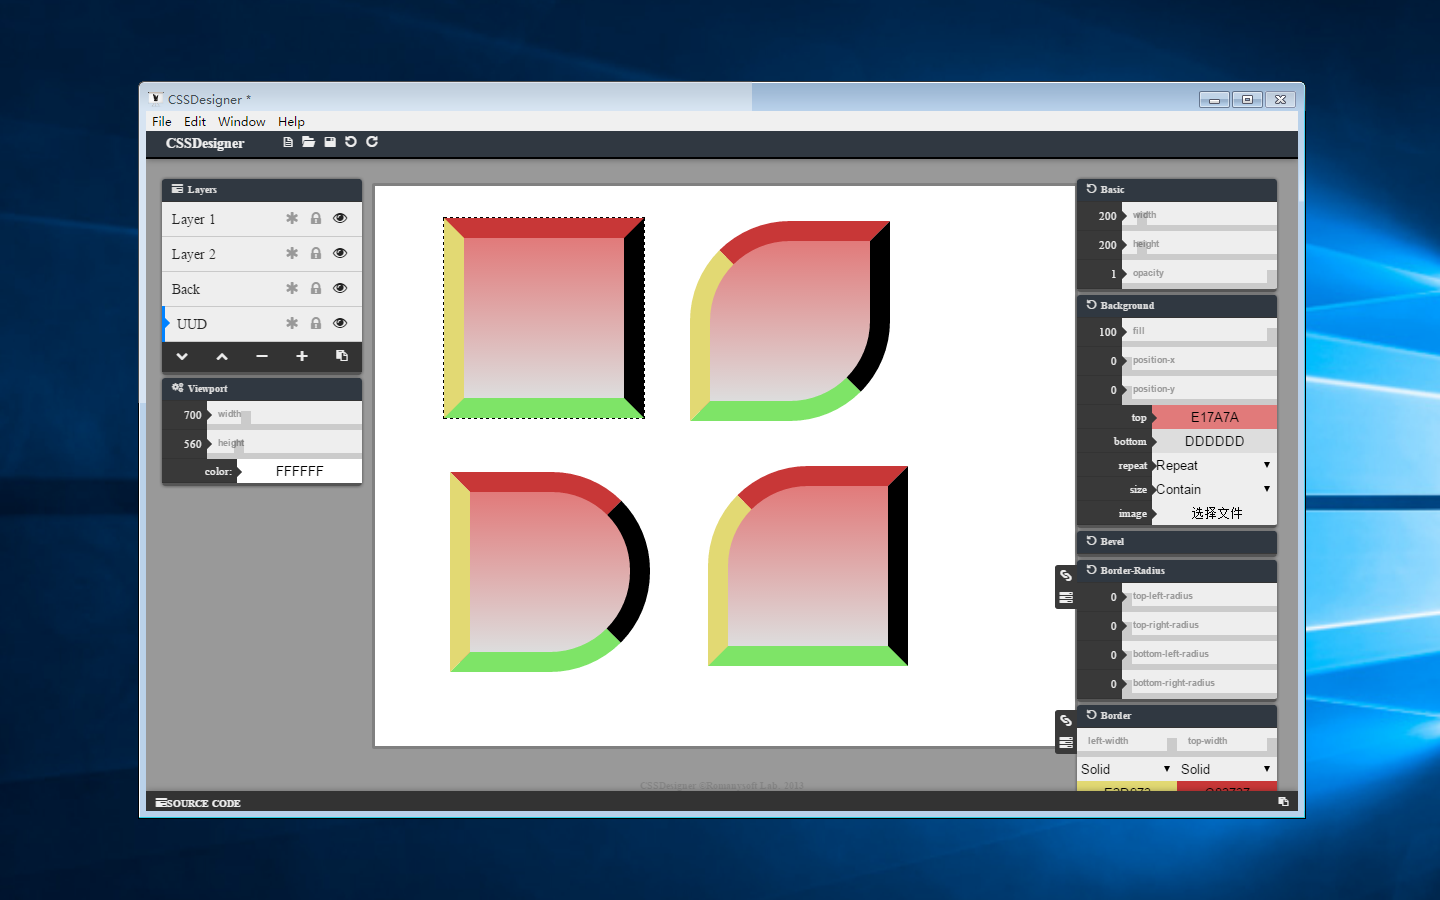 CSSDesigner *
File Edit Window Help
CSSDesigner
Layers
Layer 1
Layer 2
Back
UUD
Viewport
700 width
560 height
color: FFFFFF
Basic
200 width
200 height
1 opacity
Background
100 fill
0 position-x
0 position-y
top E17A7A
bottom DDDDDD
repeat Repeat
size Contain
image 选择文件
Bevel
Border-Radius
0 top-left-radius
0 top-right-radius
0 bottom-left-radius
0 bottom-right-radius
Border
left-width top-width
Solid Solid
SOURCE CODE